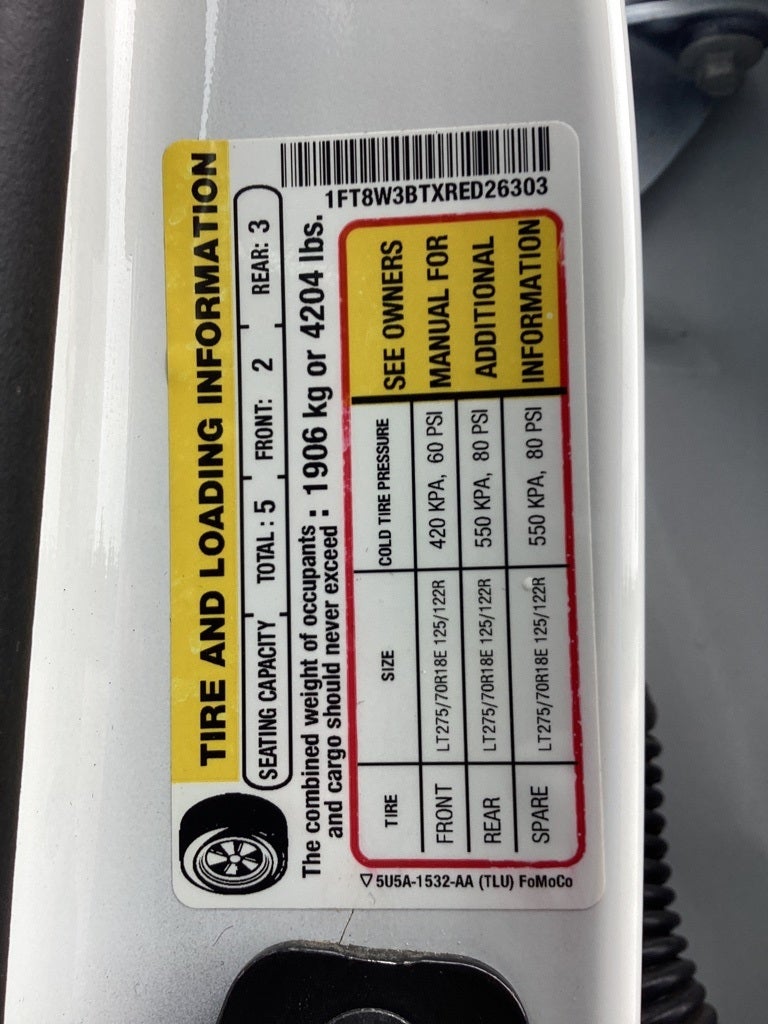 TIRE AND LOADING INFORMATION
SEATING CAPACITY TOTAL : 5 FRONT: 2 REAR: 3
The combined weight of occupants
and cargo should never exceed : 1906 kg or 4204 lbs.
TIRE SIZE COLD TIRE PRESSURE
FRONT LT275/70R18E 125/122R 420 KPA, 60 PSI
REAR LT275/70R18E 125/122R 550 KPA, 80 PSI
SPARE LT275/70R18E 125/122R 550 KPA, 80 PSI
SEE OWNERS
MANUAL FOR
ADDITIONAL
INFORMATION
1FT8W3BTXRED26303
▽ 5U5A-1532-AA (TLU) FoMoCo